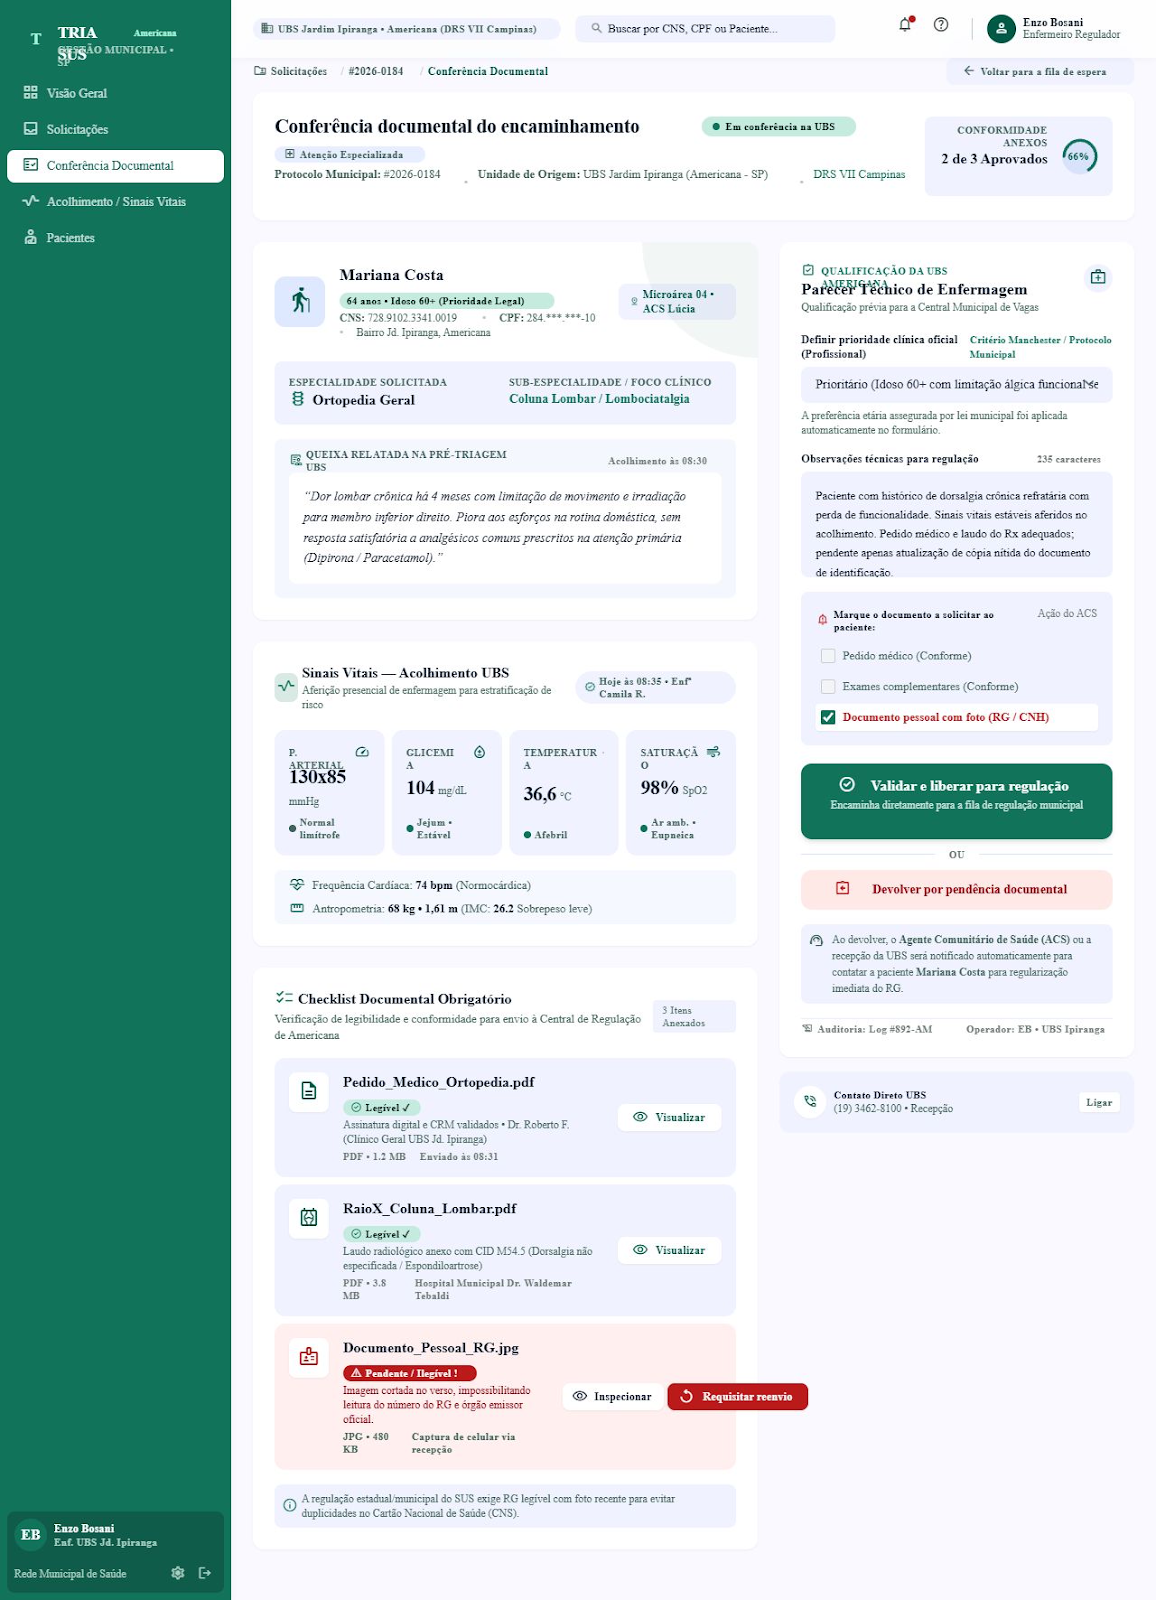 T
TRIA
SUS
Americana
GESTÃO MUNICIPAL •
SP
Visão Geral
Solicitações
Conferência Documental
Acolhimento / Sinais Vitais
Pacientes
EB
Enzo Bosani
Enf. UBS Jd. Ipiranga
Rede Municipal de Saúde
UBS Jardim Ipiranga • Americana (DRS VII Campinas)
Buscar por CNS, CPF ou Paciente...
Enzo Bosani
Enfermeiro Regulador
Solicitações / #2026-0184 / Conferência Documental
Voltar para a fila de espera
Conferência documental do encaminhamento
Em conferência na UBS
Atenção Especializada
Protocolo Municipal: #2026-0184 • Unidade de Origem: UBS Jardim Ipiranga (Americana - SP) • DRS VII Campinas
CONFORMIDADE
ANEXOS
2 de 3 Aprovados
66%
Mariana Costa
64 anos • Idoso 60+ (Prioridade Legal)
CNS: 728.9102.3341.0019 • CPF: 284.***.***-10
• Bairro Jd. Ipiranga, Americana
Microárea 04 •
ACS Lúcia
ESPECIALIDADE SOLICITADA
Ortopedia Geral
SUB-ESPECIALIDADE / FOCO CLÍNICO
Coluna Lombar / Lombociatalgia
QUEIXA RELATADA NA PRÉ-TRIAGEM
UBS
Acolhimento às 08:30
“Dor lombar crônica há 4 meses com limitação de movimento e irradiação
para membro inferior direito. Piora aos esforços na rotina doméstica, sem
resposta satisfatória a analgésicos comuns prescritos na atenção primária
(Dipirona / Paracetamol).”
Sinais Vitais — Acolhimento UBS
Aferição presencial de enfermagem para estratificação de
risco
Hoje às 08:35 • Enfª
Camila R.
P.
ARTERIAL
130x85
mmHg
Normal
limítrofe
GLICEMI
A
104 mg/dL
Jejum •
Estável
TEMPERATUR
A
36,6 °C
Afebril
SATURAÇÃ
O
98% SpO2
Ar amb. •
Eupneica
Frequência Cardíaca: 74 bpm (Normocárdica)
Antropometria: 68 kg • 1,61 m (IMC: 26.2 Sobrepeso leve)
Checklist Documental Obrigatório
Verificação de legibilidade e conformidade para envio à Central de Regulação
de Americana
3 Itens
Anexados
Pedido_Medico_Ortopedia.pdf
Legível ✓
Assinatura digital e CRM validados • Dr. Roberto F.
(Clínico Geral UBS Jd. Ipiranga)
PDF • 1.2 MB Enviado às 08:31
Visualizar
RaioX_Coluna_Lombar.pdf
Legível ✓
Laudo radiológico anexo com CID M54.5 (Dorsalgia não
especificada / Espondiloartrose)
PDF • 3.8
MB
Hospital Municipal Dr. Waldemar
Tebaldi
Visualizar
Documento_Pessoal_RG.jpg
Pendente / Ilegível !
Imagem cortada no verso, impossibilitando
leitura do número do RG e órgão emissor
oficial.
JPG • 480
KB
Captura de celular via
recepção
Inspecionar
Requisitar reenvio
A regulação estadual/municipal do SUS exige RG legível com foto recente para evitar
duplicidades no Cartão Nacional de Saúde (CNS).
QUALIFICAÇÃO DA UBS
AMERICANA
Parecer Técnico de Enfermagem
Qualificação prévia para a Central Municipal de Vagas
Definir prioridade clínica oficial
(Profissional)
Critério Manchester / Protocolo
Municipal
Prioritário (Idoso 60+ com limitação álgica funcional
A preferência etária assegurada por lei municipal foi aplicada
automaticamente no formulário.
Observações técnicas para regulação
235 caracteres
Paciente com histórico de dorsalgia crônica refratária com
perda de funcionalidade. Sinais vitais estáveis aferidos no
acolhimento. Pedido médico e laudo do Rx adequados;
pendente apenas atualização de cópia nítida do documento
de identificação.
Marque o documento a solicitar ao
paciente:
Ação do ACS
Pedido médico (Conforme)
Exames complementares (Conforme)
Documento pessoal com foto (RG / CNH)
Validar e liberar para regulação
Encaminha diretamente para a fila de regulação municipal
OU
Devolver por pendência documental
Ao devolver, o Agente Comunitário de Saúde (ACS) ou a
recepção da UBS será notificado automaticamente para
contatar a paciente Mariana Costa para regularização
imediata do RG.
Auditoria: Log #892-AM
Operador: EB • UBS Ipiranga
Contato Direto UBS
(19) 3462-8100 • Recepção
Ligar